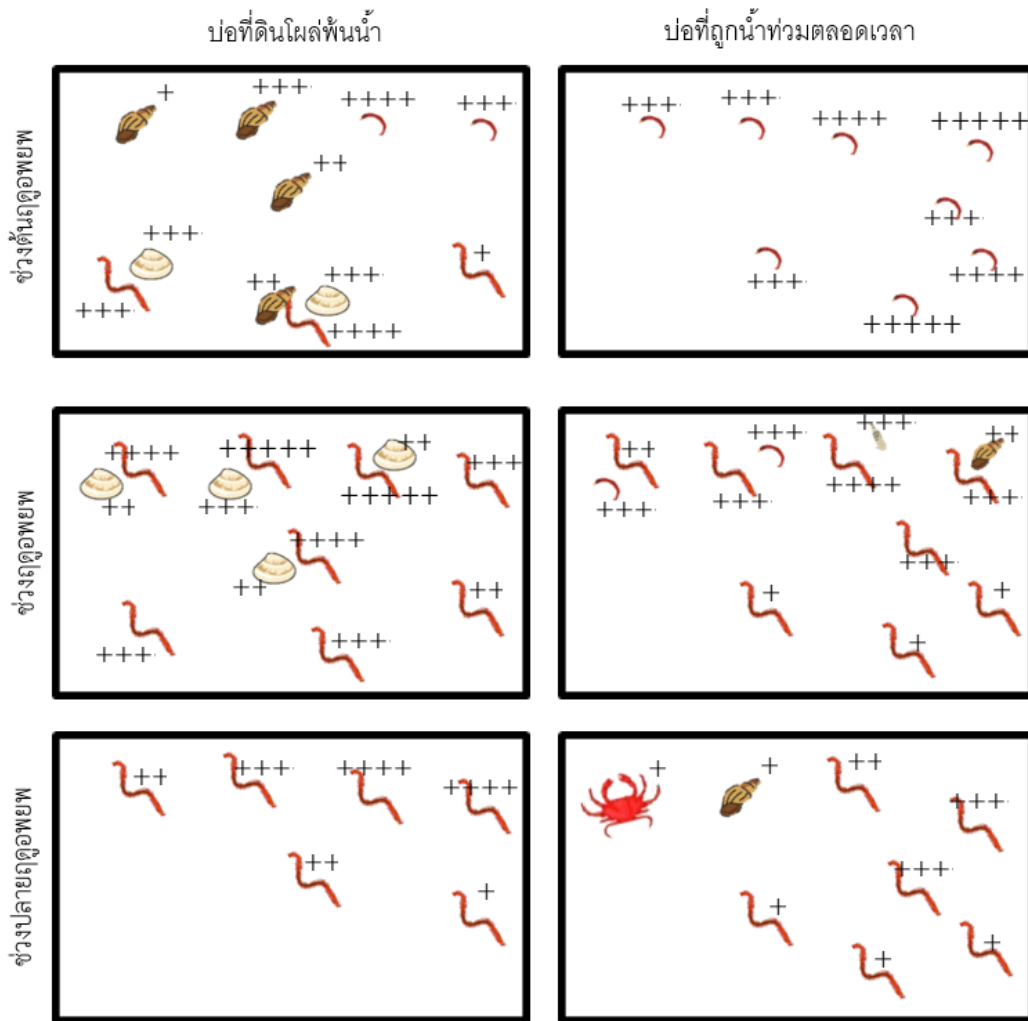 บ่อที่ดินโผล่พ้นน้ำ
บ่อที่ถูกน้ำท่วมตลอดเวลา
ช่วงต้นฤดูอพยพ
+ +++ ++++ +++
++
+++ +
++ +++
+++ ++++
+++ +++ ++++ +++++
+++
+++ ++++
+++++
ช่วงฤดูอพยพ
++++ +++++ ++ +++
++ +++ +++++
++++
++ ++
+++ +++
++ +++ +++ ++
+++ +++ ++++ +++
+++
+ +
+
ช่วงปลายฤดูอพยพ
++ +++ ++++ ++++
++
+
+ + ++ +++
+++
+ + +